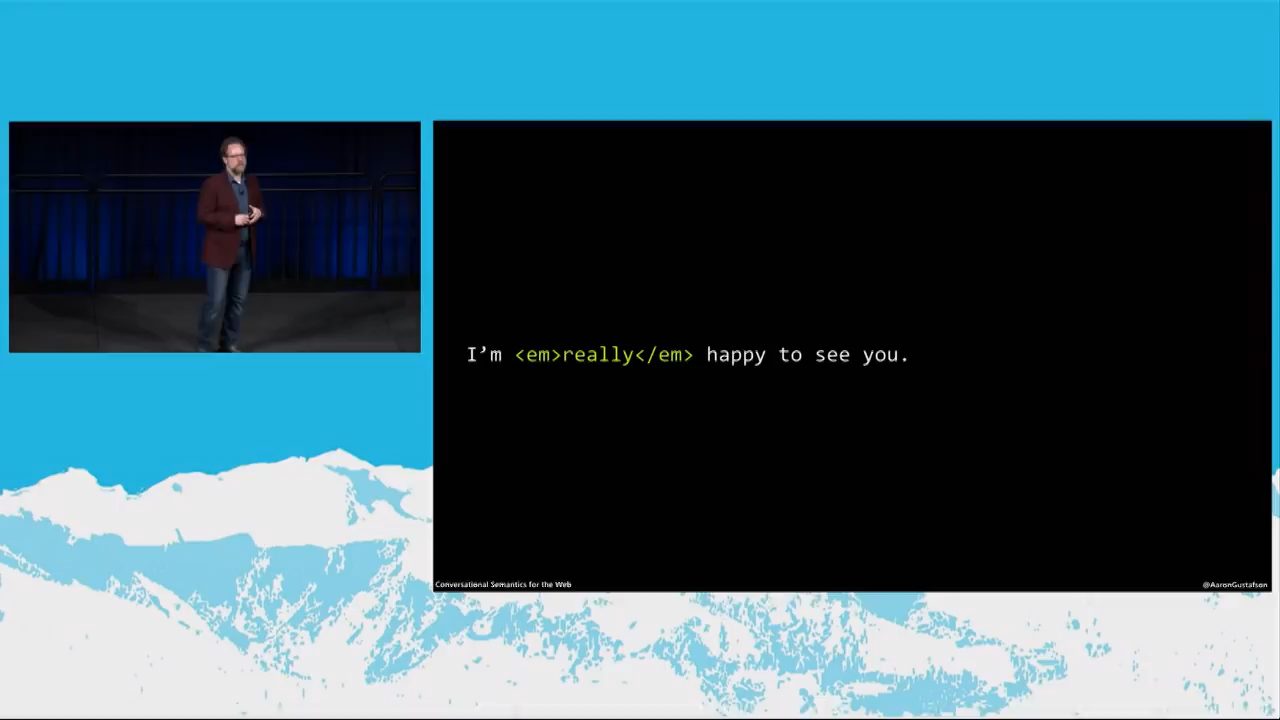 I’m <em>really</em> happy to see you.
Conversational Semantics for the Web
@AaronGustafson